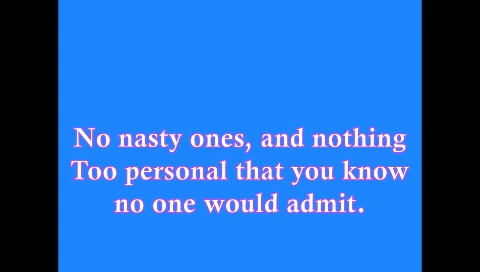 No nasty ones, and nothing
Too personal that you know
no one would admit.